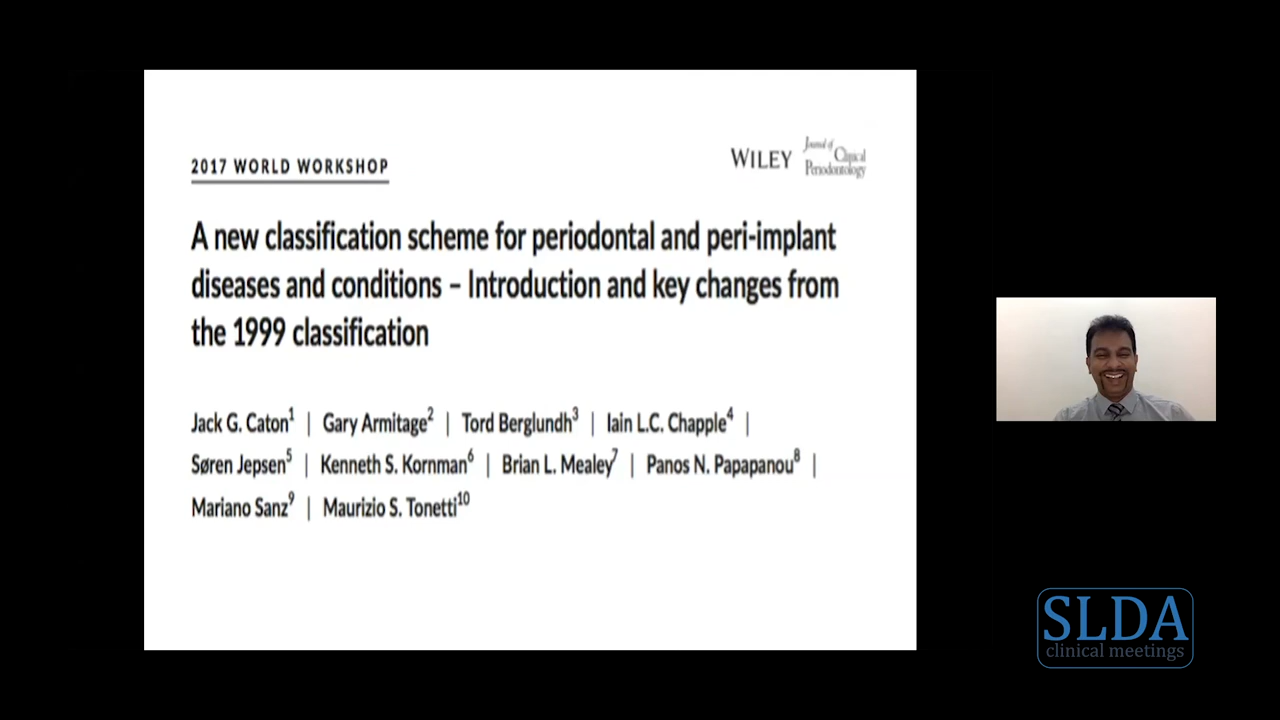 2017 WORLD WORKSHOP
WILEY
Journal of
Clinical
Periodontology
A new classification scheme for periodontal and peri-implant
diseases and conditions – Introduction and key changes from
the 1999 classification
Jack G. Caton1 | Gary Armitage2 | Tord Berglundh3 | Iain L.C. Chapple4 |
Søren Jepsen5 | Kenneth S. Kornman6 | Brian L. Mealey7 | Panos N. Papapanou8 |
Mariano Sanz9 | Maurizio S. Tonetti10
SLDA
clinical meetings